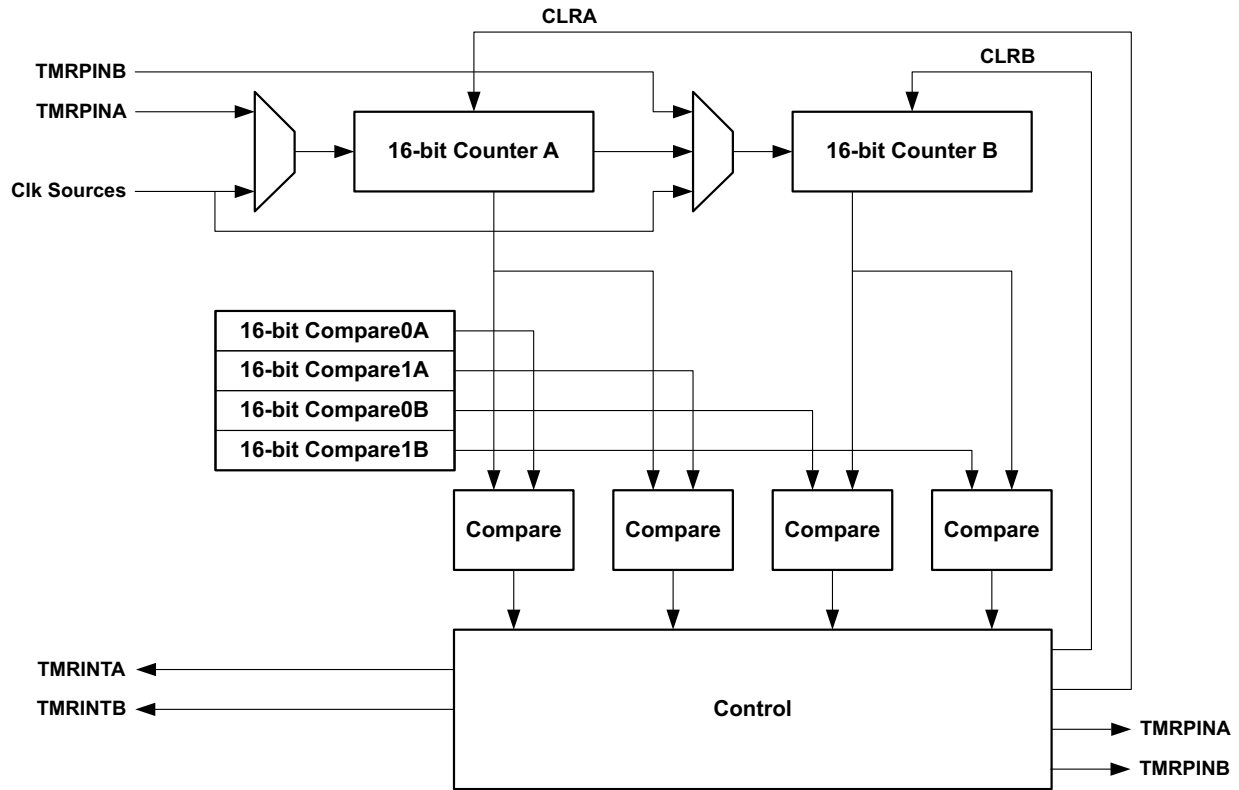 CLRA
CLRB
TMRPINB
TMRPINA
Clk Sources
16-bit Counter A
16-bit Counter B
16-bit Compare0A
16-bit Compare1A
16-bit Compare0B
16-bit Compare1B
Compare
Compare
Compare
Compare
Control
TMRINTA
TMRINTB
TMRPINA
TMRPINB